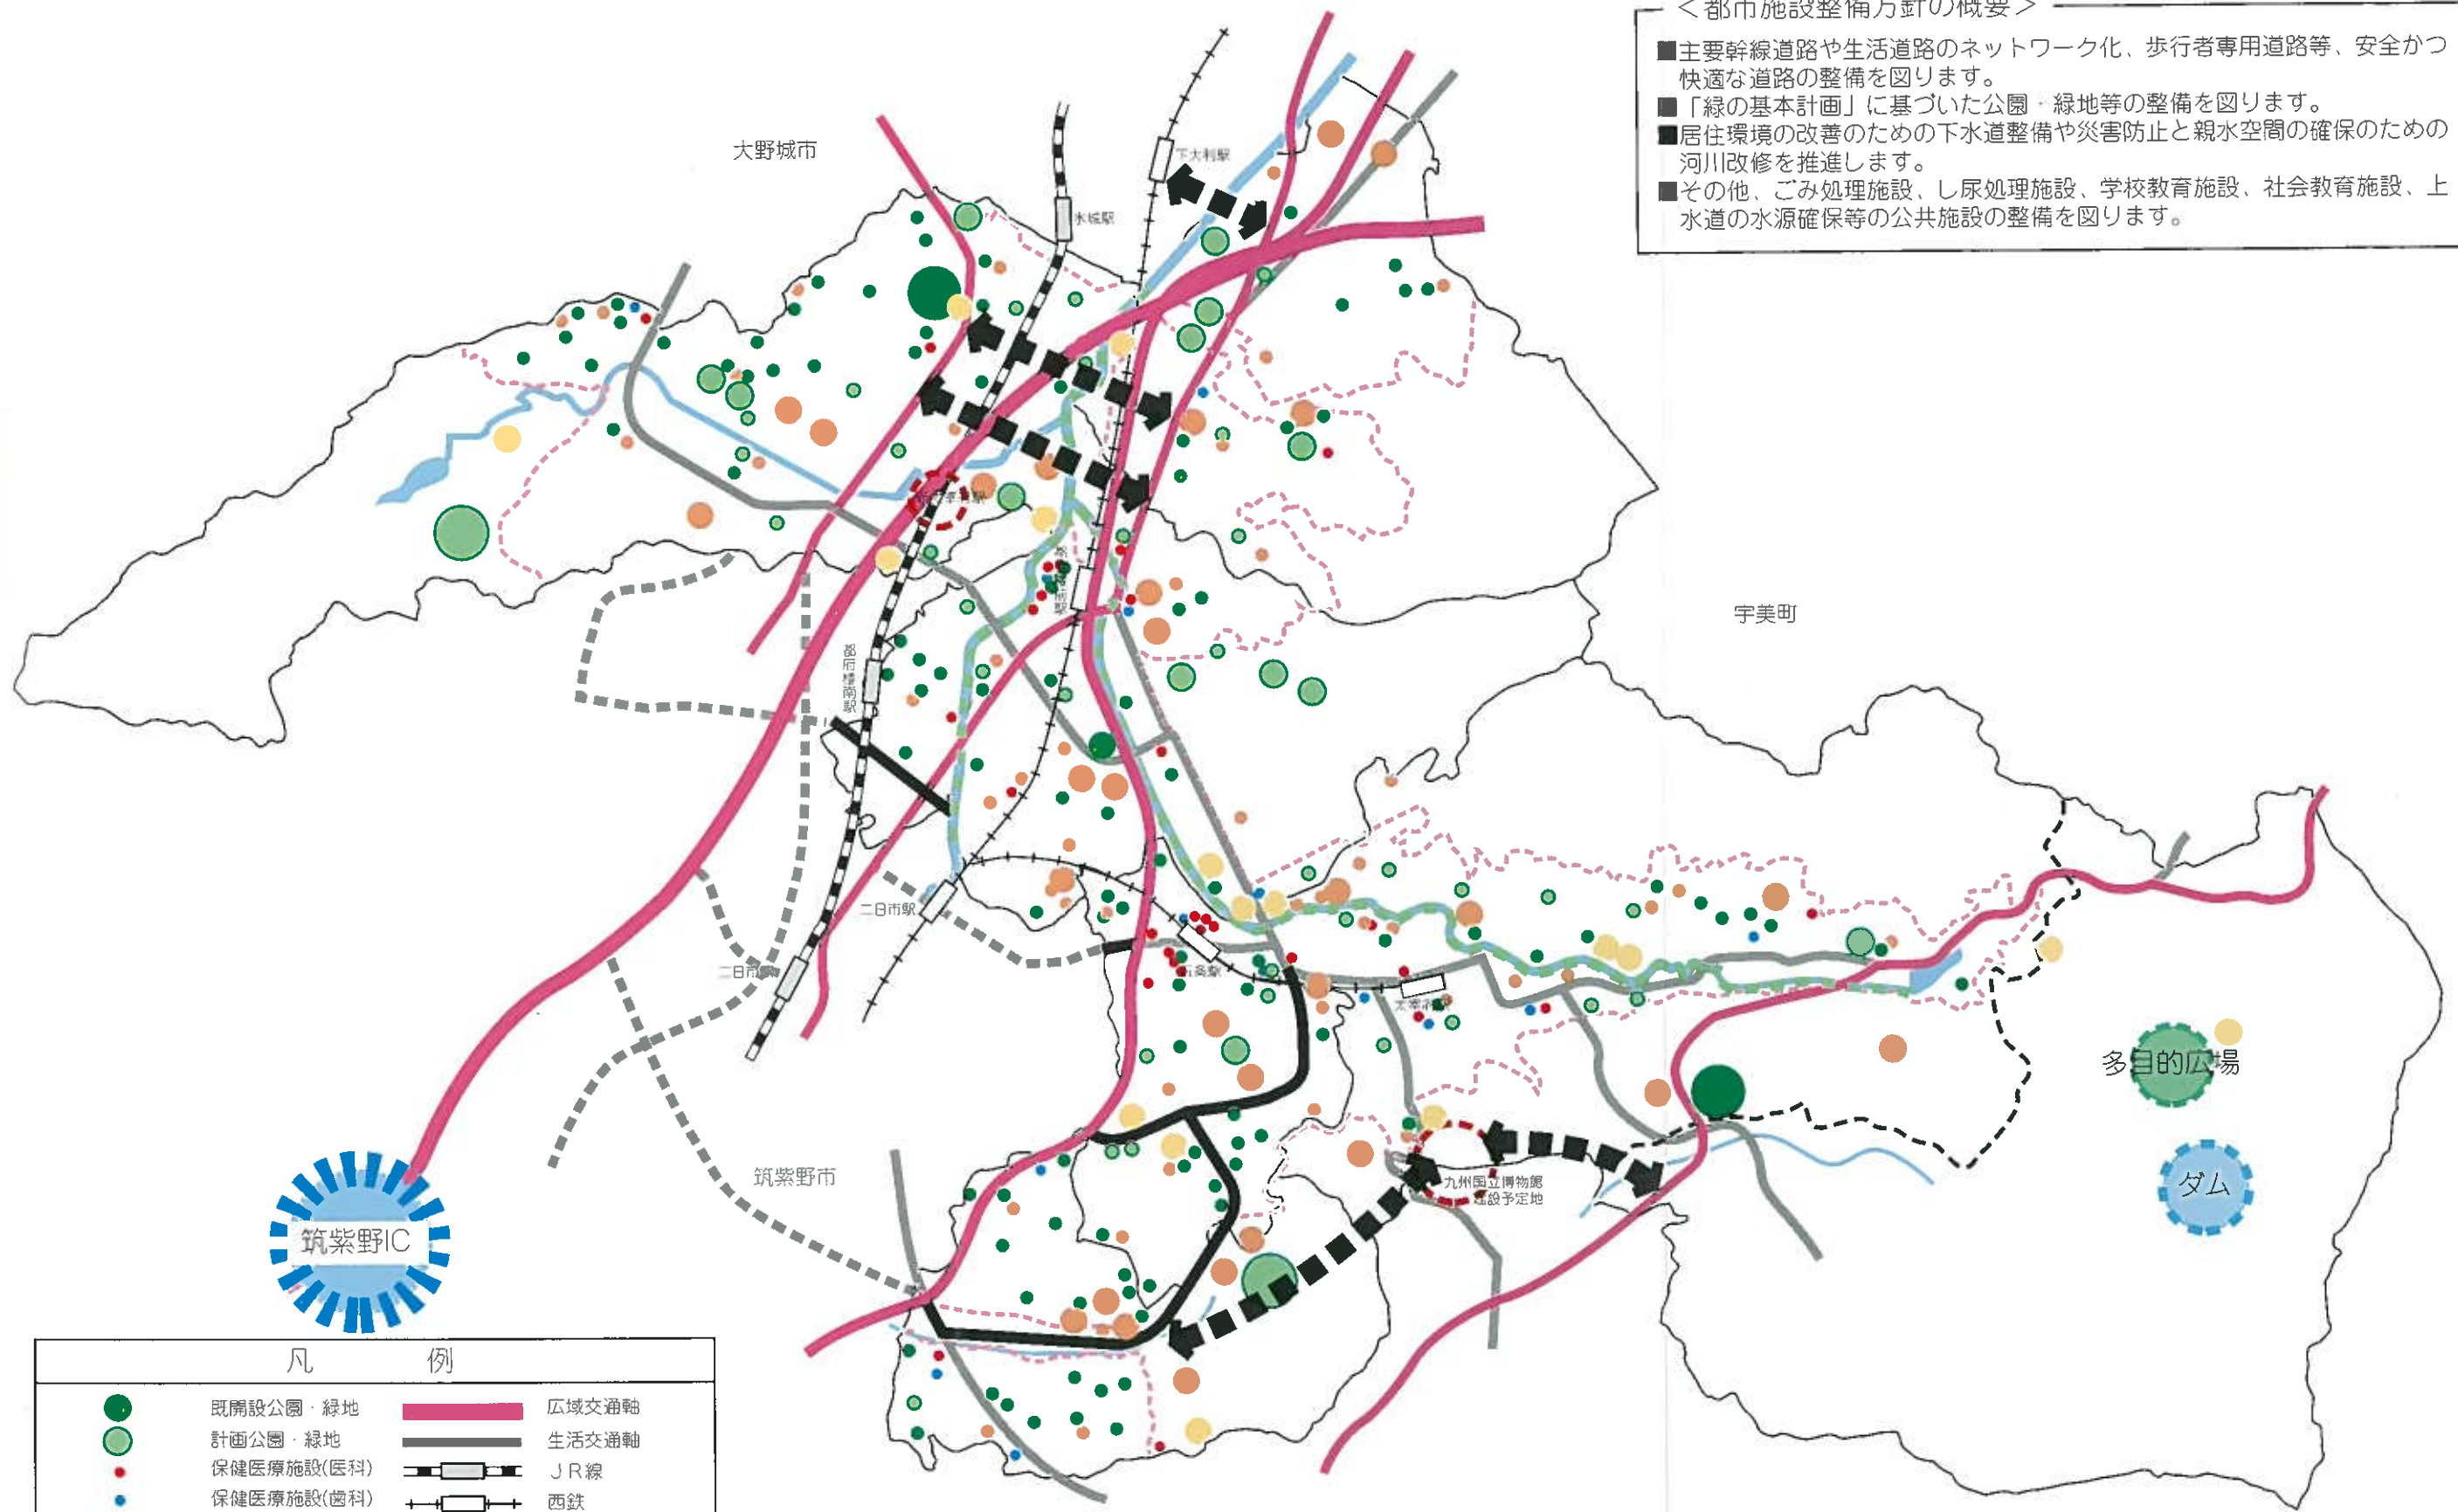 ＜都市施設整備方針の概要＞
■主要幹線道路や生活道路のネットワーク化、歩行者専用道路等、安全かつ
快適な道路の整備を図ります。
■「緑の基本計画」に基づいた公園・緑地等の整備を図ります。
■居住環境の改善のための下水道整備や災害防止と親水空間の確保のための
河川改修を推進します。
■その他、ごみ処理施設、し尿処理施設、学校教育施設、社会教育施設、上
水道の水源確保等の公共施設の整備を図ります。
大野城市
下大利駅
水城駅
宇美町
都府楼南駅
二日市駅
二日市駅
五条駅
多目的広場
ダム
筑紫野市
九州国立博物館
建設予定地
筑紫野IC
凡　例
既開設公園・緑地
広域交通軸
計画公園・緑地
生活交通軸
保健医療施設(医科)
ＪＲ線
保健医療施設(歯科)
西鉄